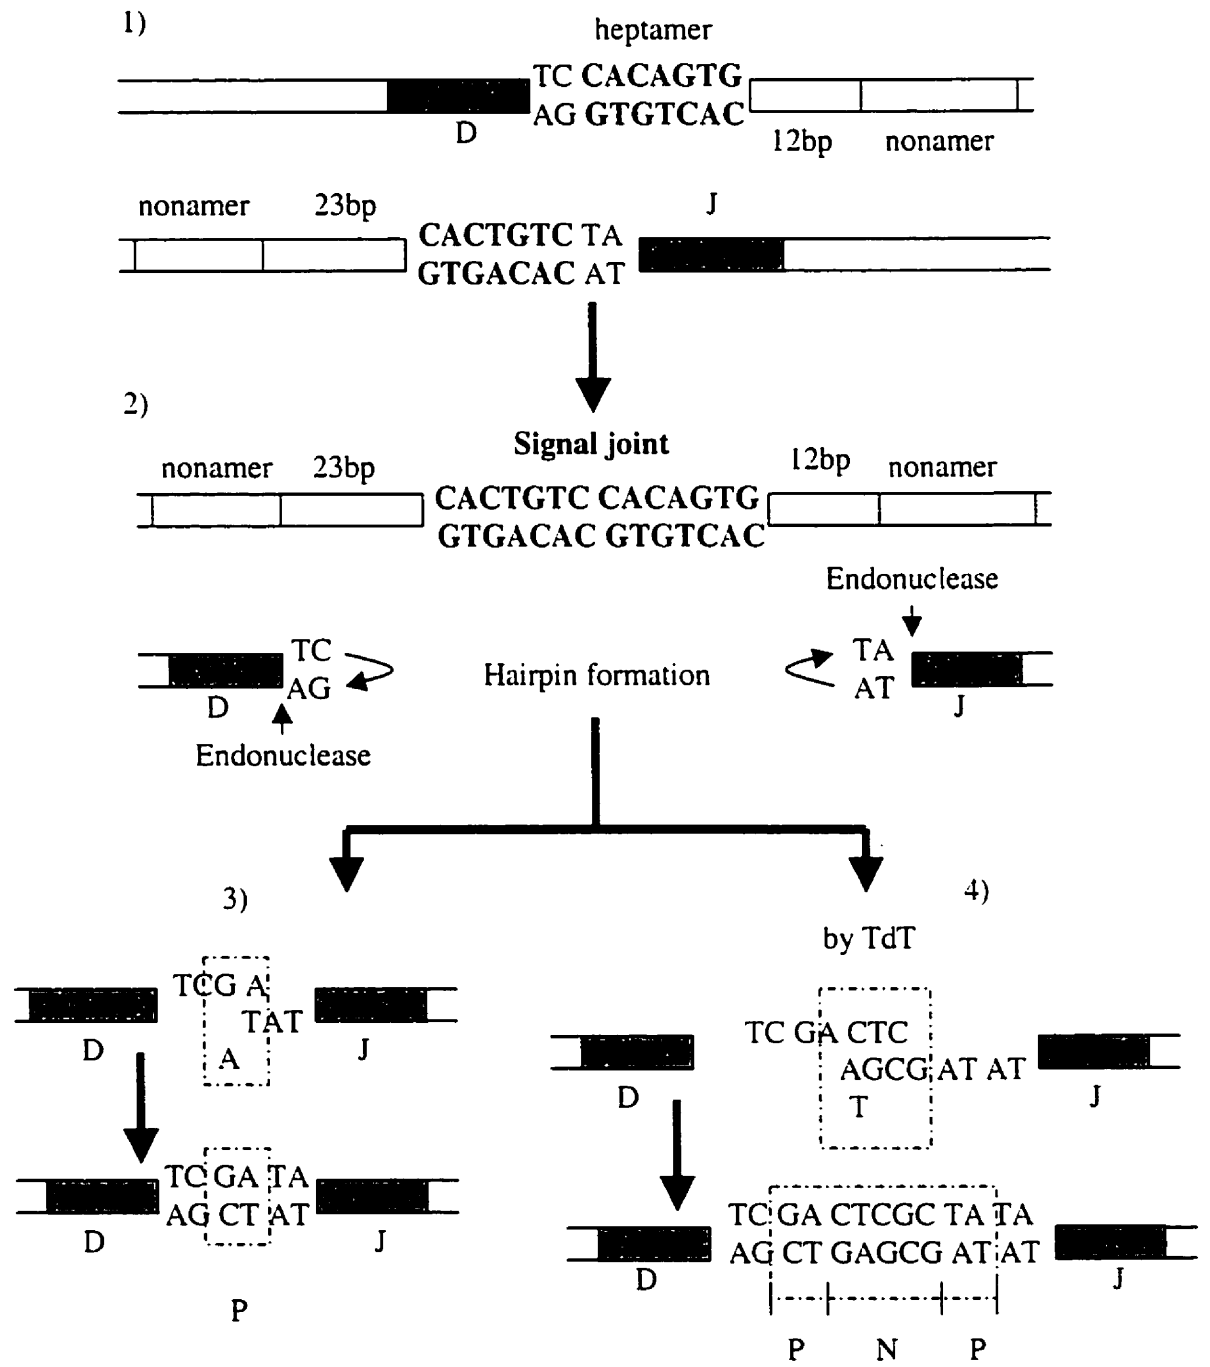 1)
heptamer
TC CACAGTG
AG GTGTCAC
D
12bp
nonamer
nonamer
23bp
J
CACTGTC TA
GTGACAC AT
2)
Signal joint
nonamer
23bp
12bp
nonamer
CACTGTC CACAGTG
GTGACAC GTGTCAC
Endonuclease
TC
AG
D
Endonuclease
Hairpin formation
TA
AT
J
3)
4)
by TdT
TCG A
TAT
A
D
J
TC GA TA
AG CT AT
D
J
P
TC GA CTC
AGCG AT AT
T
D
J
TC GA CTCGC TA TA
AG CT GAGCG AT AT
D
J
P N P